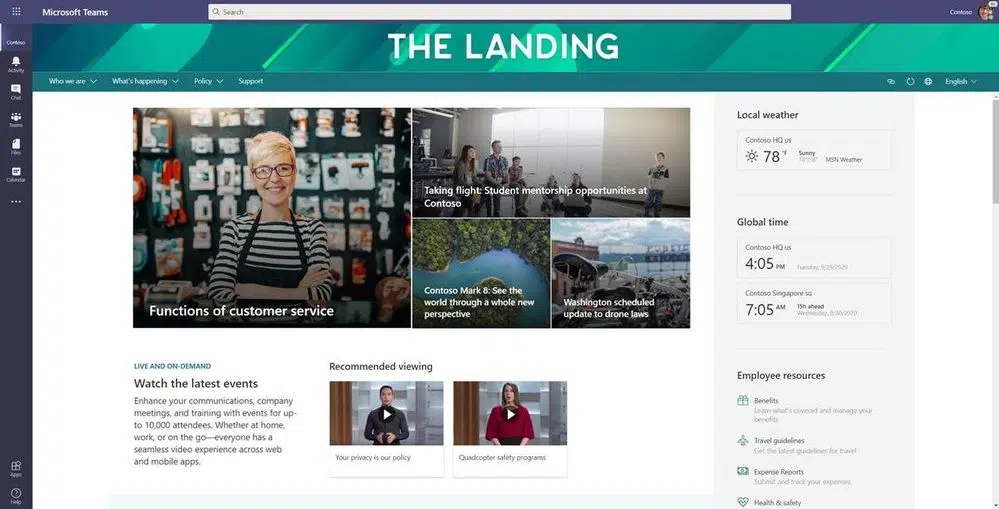 Microsoft Teams
Search
Contoso
THE LANDING
Contoso
Activity
Chat
Teams
Files
Calendar
Apps
Help
Who we are
What's happening
Policy
Support
English
Functions of customer service
Taking flight: Student mentorship opportunities at
Contoso
Contoso Mark 8: See the
world through a whole new
perspective
Washington scheduled
update to drone laws
LIVE AND ON-DEMAND
Watch the latest events
Enhance your communications, company
meetings, and training with events for up-
to 10,000 attendees. Whether at home,
work, or on the go—everyone has a
seamless video experience across web
and mobile apps.
Recommended viewing
Your privacy is our policy
Quadcopter safety programs
Local weather
Contoso HQ us
78 °F
Sunny
MSN Weather
Global time
Contoso HQ us
4:05 PM
Tuesday, 9/29/2020
Contoso Singapore sg
7:05 AM
15h ahead
Wednesday, 9/30/2020
Employee resources
Benefits
Learn what's covered and manage your
benefits
Travel guidelines
Get the latest guidelines for travel
Expense Reports
Submit and track your expenses
Health & safety